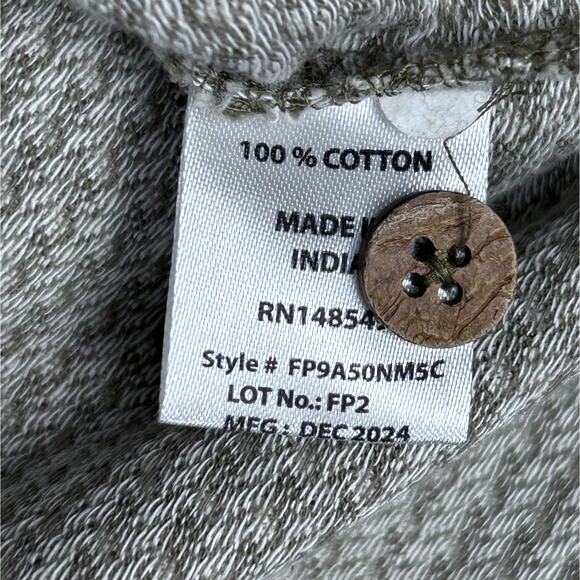 100 % COTTON
MADE
INDIA
Style # FP9A50NM5C
LOT No.: FP2
MFG : DEC 2024